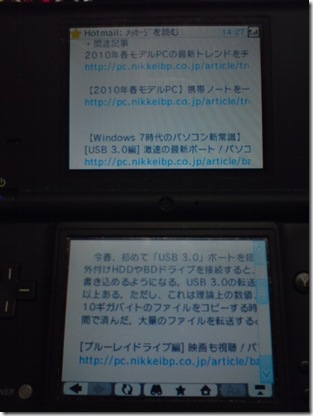 Hotmail: ﾒｯｾｰｼﾞを読む 14:27
→ 関連記事
2010年春モデルPCの最新トレンドをチ
http://pc.nikkeibp.co.jp/article/tr
【2010年春モデルPC】携帯ノートを一
http://pc.nikkeibp.co.jp/article/tr
【Windows 7時代のパソコン新常識】
[USB 3.0編] 激速の最新ポート！パソコ
http://pc.nikkeibp.co.jp/article/ba
今春、初めて「USB 3.0」ポートを搭
外付けHDDやBDドライブを接続すると、
書き込めるようになる。USB 3.0の転送
以上ある。ただし、これは理論上の数値
10ギガバイトのファイルをコピーする時
間で済んだ。大量のファイルを転送すると
[ブルーレイドライブ編] 映画も視聴！パソ
http://pc.nikkeibp.co.jp/article/ba
Y